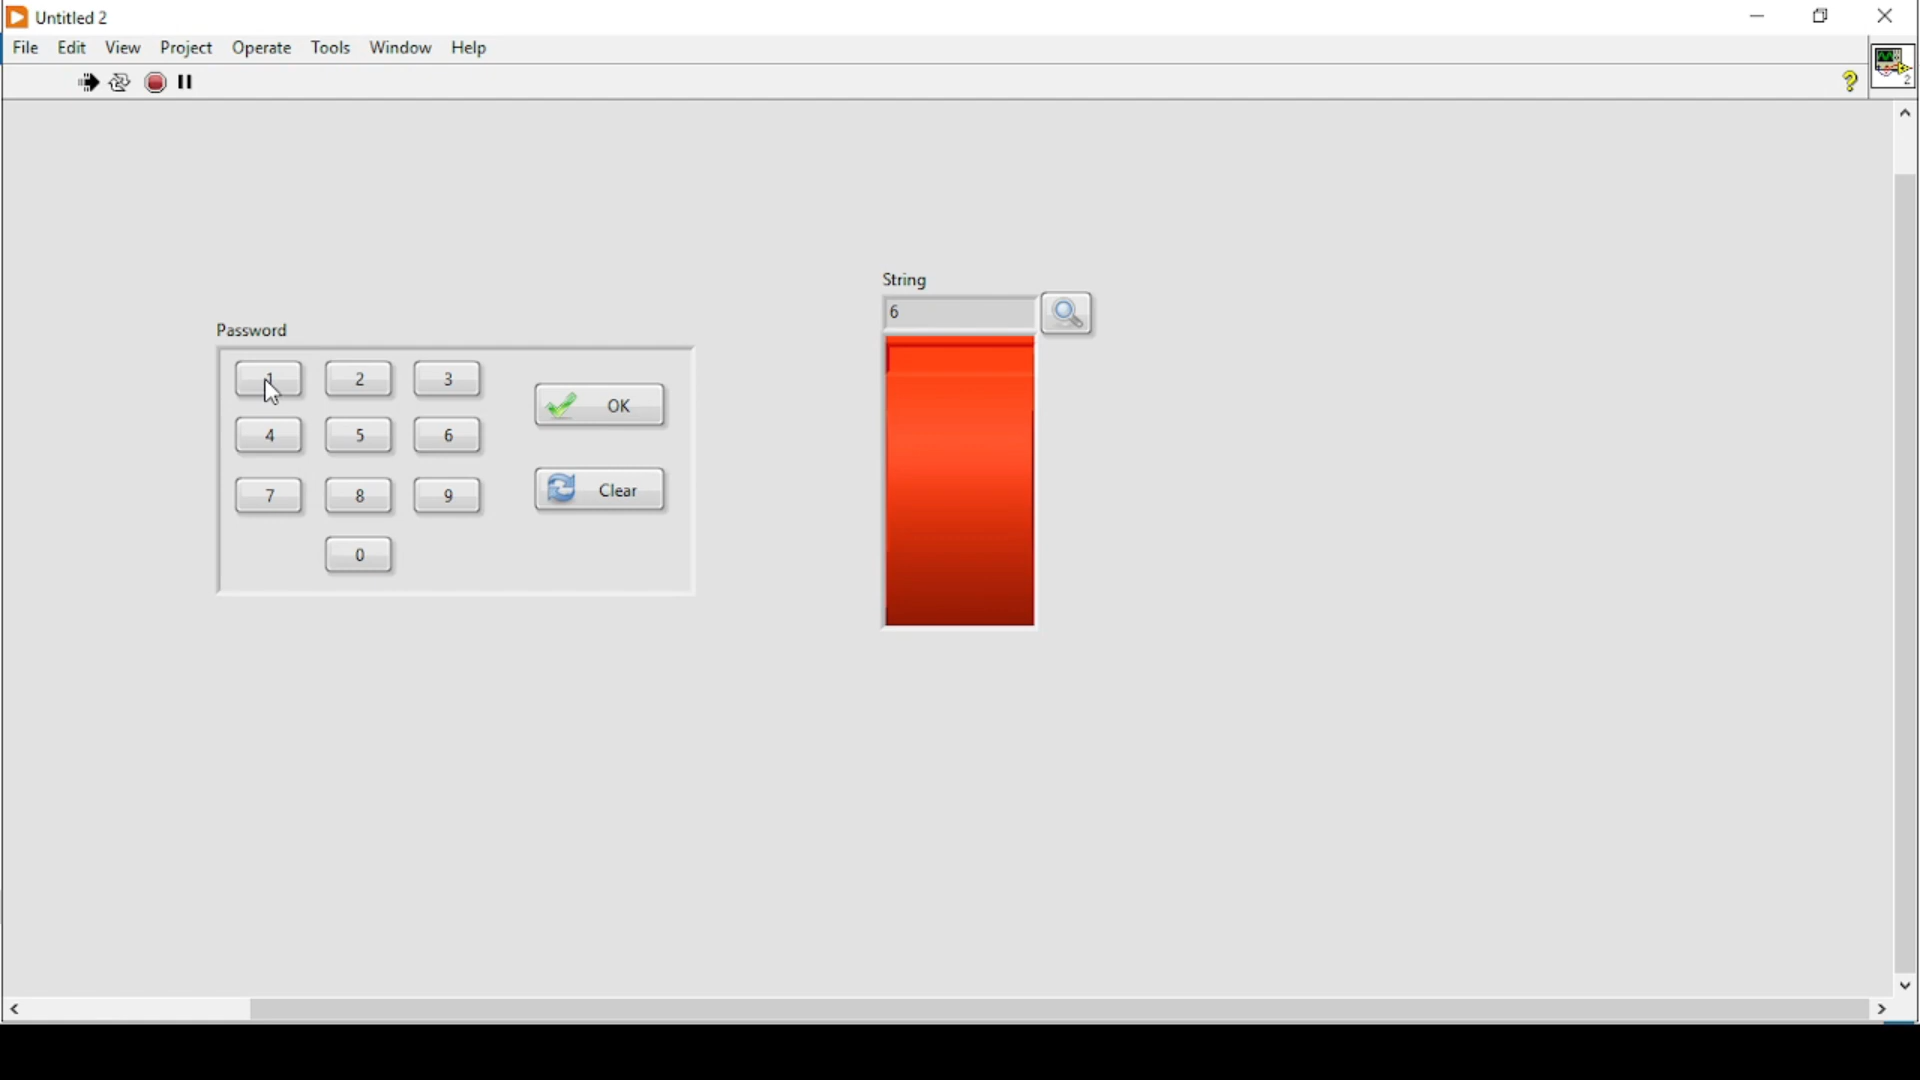 Untitled 2
File Edit View Project Operate Tools Window Help
?
2
String
6
Password
1 2 3
OK
4 5 6
7 8 9
Clear
0